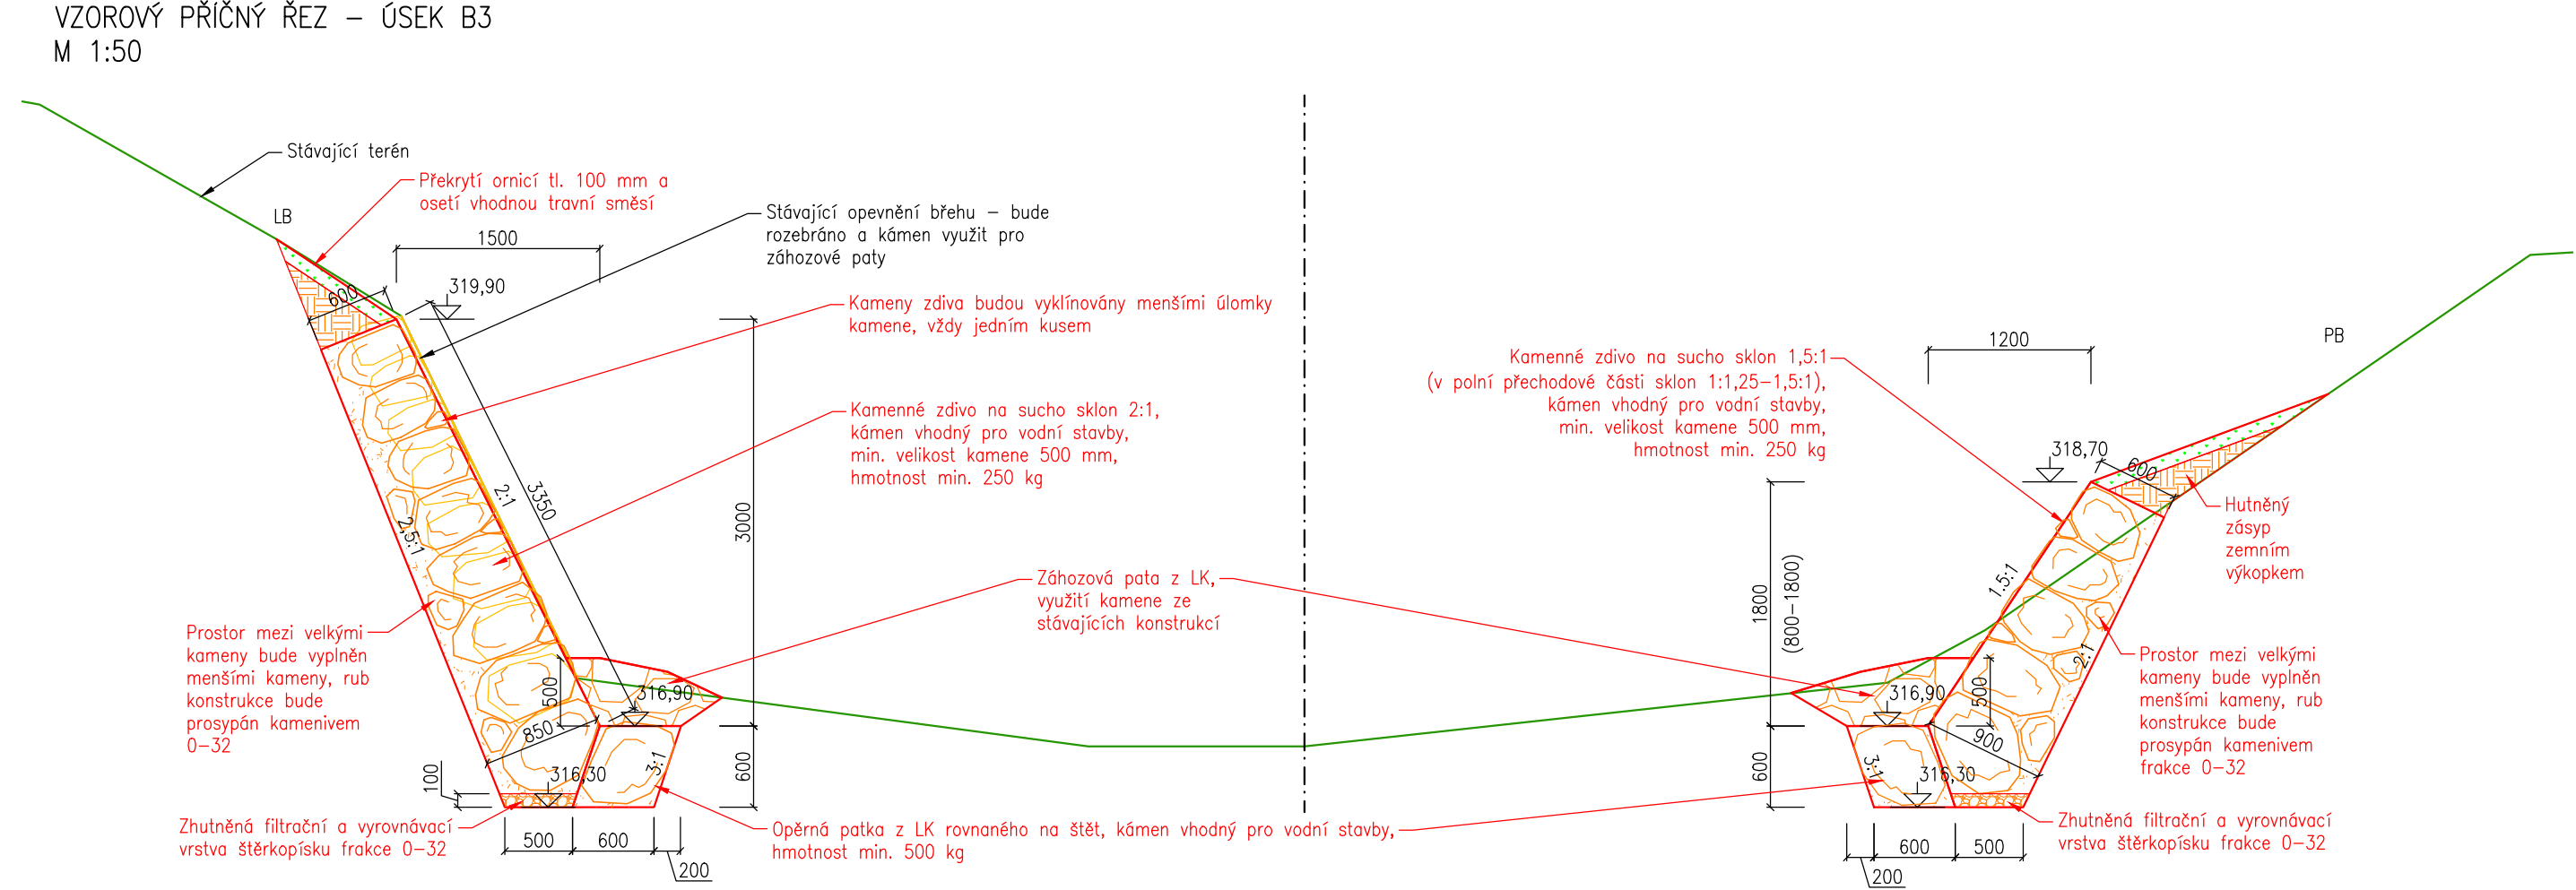 VZOROVÝ PŘÍČNÝ ŘEZ – ÚSEK B3
M 1:50
Stávající terén
Překrytí ornicí tl. 100 mm a
osetí vhodnou travní směsí
LB
1500
Stávající opevnění břehu – bude
rozebráno a kámen využit pro
záhozové paty
600
319,90
Kameny zdiva budou vyklínovány menšími úlomky
kamene, vždy jedním kusem
Kamenné zdivo na sucho sklon 2:1,
kámen vhodný pro vodní stavby,
min. velikost kamene 500 mm,
hmotnost min. 250 kg
2:1
3350
2,5:1
3000
Záhozová pata z LK,
využití kamene ze
stávajících konstrukcí
Prostor mezi velkými
kameny bude vyplněn
menšími kameny, rub
konstrukce bude
prosypán kamenivem
0–32
500
316,90
850
316,30
3:1
600
100
Zhutněná filtrační a vyrovnávací
vrstva štěrkopísku frakce 0–32
500
600
200
Opěrná patka z LK rovnaného na štět, kámen vhodný pro vodní stavby,
hmotnost min. 500 kg
PB
1200
Kamenné zdivo na sucho sklon 1,5:1
(v polní přechodové části sklon 1:1,25–1,5:1),
kámen vhodný pro vodní stavby,
min. velikost kamene 500 mm,
hmotnost min. 250 kg
318,70
600
Hutněný
zásyp
zemním
výkopkem
1.5:1
1800
(800–1800)
2:1
Prostor mezi velkými
kameny bude vyplněn
menšími kameny, rub
konstrukce bude
prosypán kamenivem
frakce 0–32
316,90
500
900
600
3:1
316,30
Zhutněná filtrační a vyrovnávací
vrstva štěrkopísku frakce 0–32
600
500
200